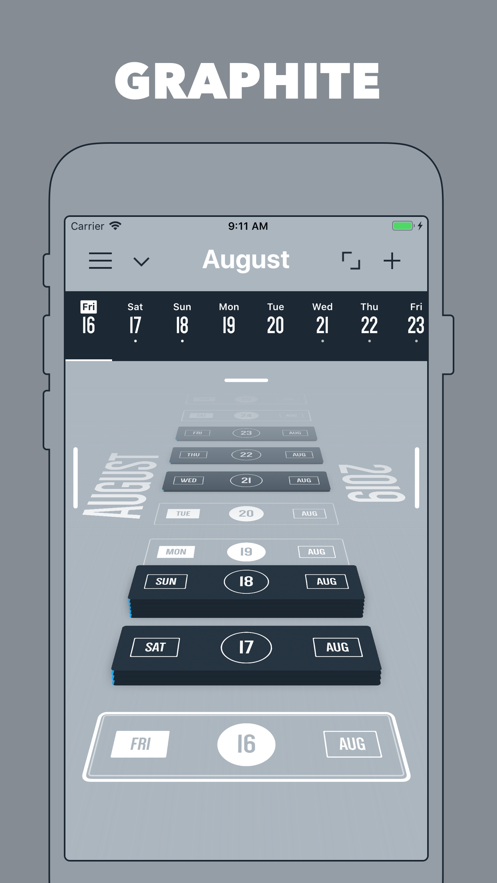 GRAPHITE
Carrier 9:11 AM
August
Fri Sat Sun Mon Tue Wed Thu Fri
16 17 18 19 20 21 22 23
FRI 23 AUG
THU 22 AUG
WED 21 AUG
AUGUST
2019
TUE 20 AUG
MON 19 AUG
SUN 18 AUG
SAT 17 AUG
FRI 16 AUG